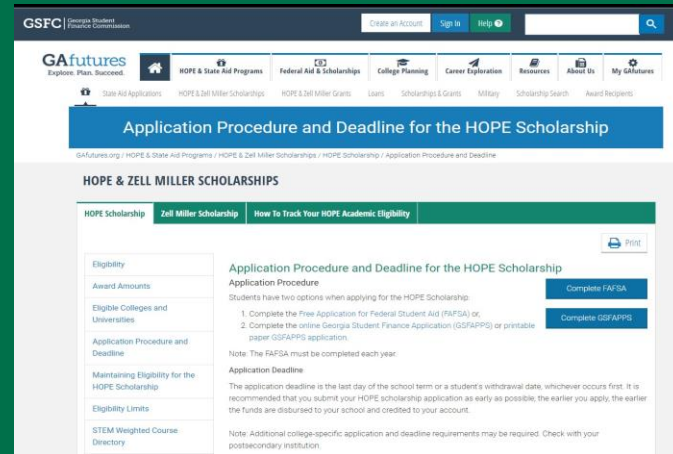 GSFC Georgia Student Finance Commission
Create an Account Sign In Help
GAfutures
Explore. Plan. Succeed.
HOPE & State Aid Programs Federal Aid & Scholarships College Planning Career Exploration Resources About Us My GAfutures
State Aid Applications HOPE & Zell Miller Scholarships HOPE & Zell Miller Grants Loans Scholarships & Grants Military Scholarship Search Award Recipients
Application Procedure and Deadline for the HOPE Scholarship
GAfutures.org / HOPE & State Aid Programs / HOPE & Zell Miller Scholarships / HOPE Scholarship / Application Procedure and Deadline
HOPE & ZELL MILLER SCHOLARSHIPS
HOPE Scholarship Zell Miller Scholarship How To Track Your HOPE Academic Eligibility
Print
Eligibility
Award Amounts
Eligible Colleges and
Universities
Application Procedure and
Deadline
Maintaining Eligibility for the
HOPE Scholarship
Eligibility Limits
STEM Weighted Course
Directory
Application Procedure and Deadline for the HOPE Scholarship
Application Procedure
Students have two options when applying for the HOPE Scholarship:
1. Complete the Free Application for Federal Student Aid (FAFSA) or;
2. Complete the online Georgia Student Finance Application (GSFAPPS) or printable
paper GSFAPPS application.
Complete FAFSA
Complete GSFAPPS
Note: The FAFSA must be completed each year.
Application Deadline
The application deadline is the last day of the school term or a student's withdrawal date, whichever occurs first. It is
recommended that you submit your HOPE scholarship application as early as possible; the earlier you apply, the earlier
the funds are disbursed to your school and credited to your account.
Note: Additional college-specific application and deadline requirements may be required. Check with your
postsecondary institution.